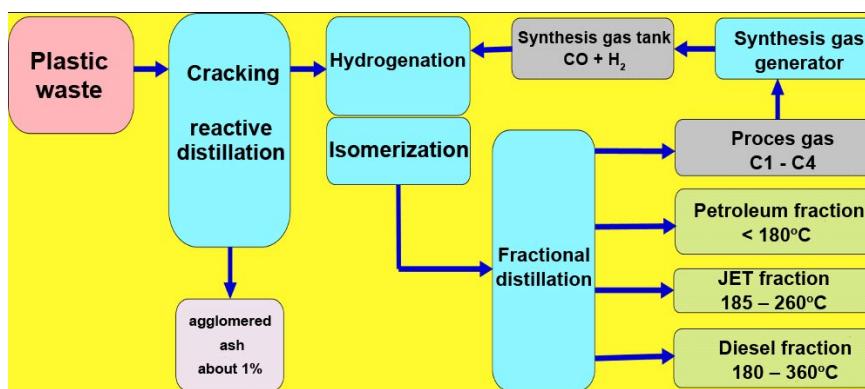 Plastic
waste
Cracking
reactive
distillation
agglomered
ash
about 1%
Hydrogenation
Isomerization
Synthesis gas tank
CO + H₂
Synthesis gas
generator
Fractional
distillation
Proces gas
C1 - C4
Petroleum fraction
< 180°C
JET fraction
185 – 260°C
Diesel fraction
180 – 360°C